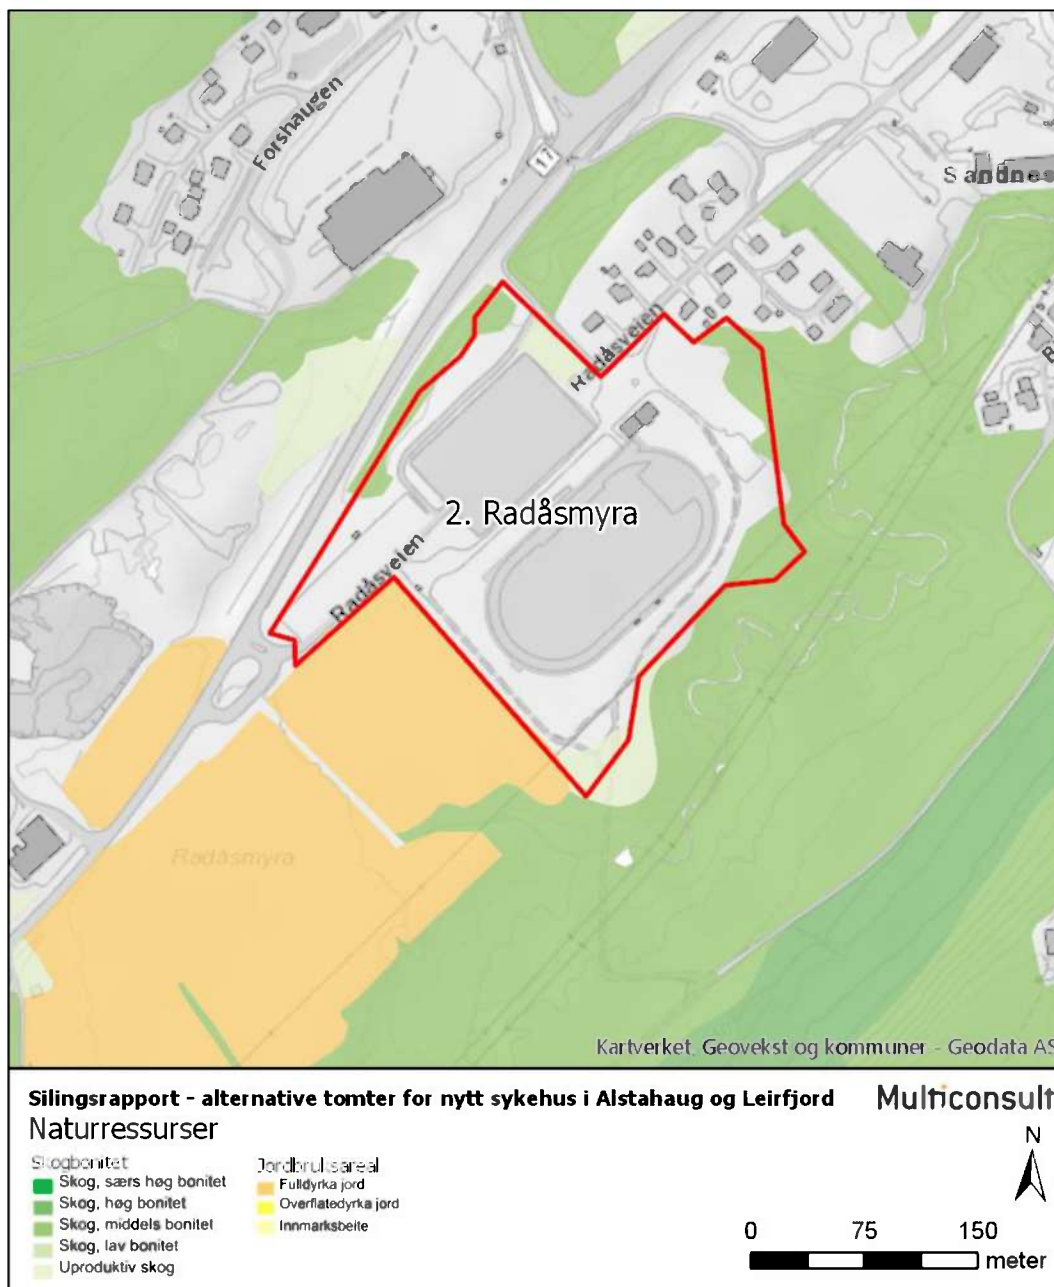 Forshaugen
17
Sandnes
Radåsveien
2. Radåsmyra
Radåsveien
Radåsmyra
Kartverket, Geovekst og kommuner - Geodata AS
Silingsrapport - alternative tomter for nytt sykehus i Alstahaug og Leirfjord
Multiconsult
Naturressurser
N
Skogbonitet
Skog, særs høg bonitet
Skog, høg bonitet
Skog, middels bonitet
Skog, lav bonitet
Uproduktiv skog
Jordbruksareal
Fulldyrka jord
Overflatedyrka jord
Innmarksbeite
0 75 150
meter